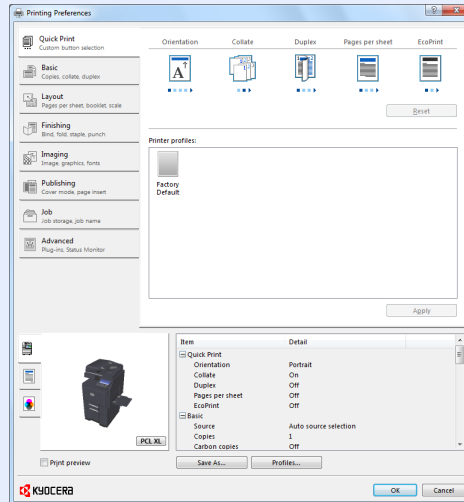 Printing Preferences
Quick Print
Custom button selection
Basic
Copies, collate, duplex
Layout
Pages per sheet, booklet, scale
Finishing
Bind, fold, staple, punch
Imaging
Image, graphics, fonts
Publishing
Cover mode, page insert
Job
Job storage, job name
Advanced
Plug-ins, Status Monitor
Orientation Collate Duplex Pages per sheet EcoPrint
A
Reset
Printer profiles:
Factory
Default
Apply
Item Detail
Quick Print
Orientation Portrait
Collate On
Duplex Off
Pages per sheet Off
EcoPrint Off
Basic
Source Auto source selection
Copies 1
Carbon copies Off
PCL XL
Print preview
Save As... Profiles...
KYOCERA
OK Cancel